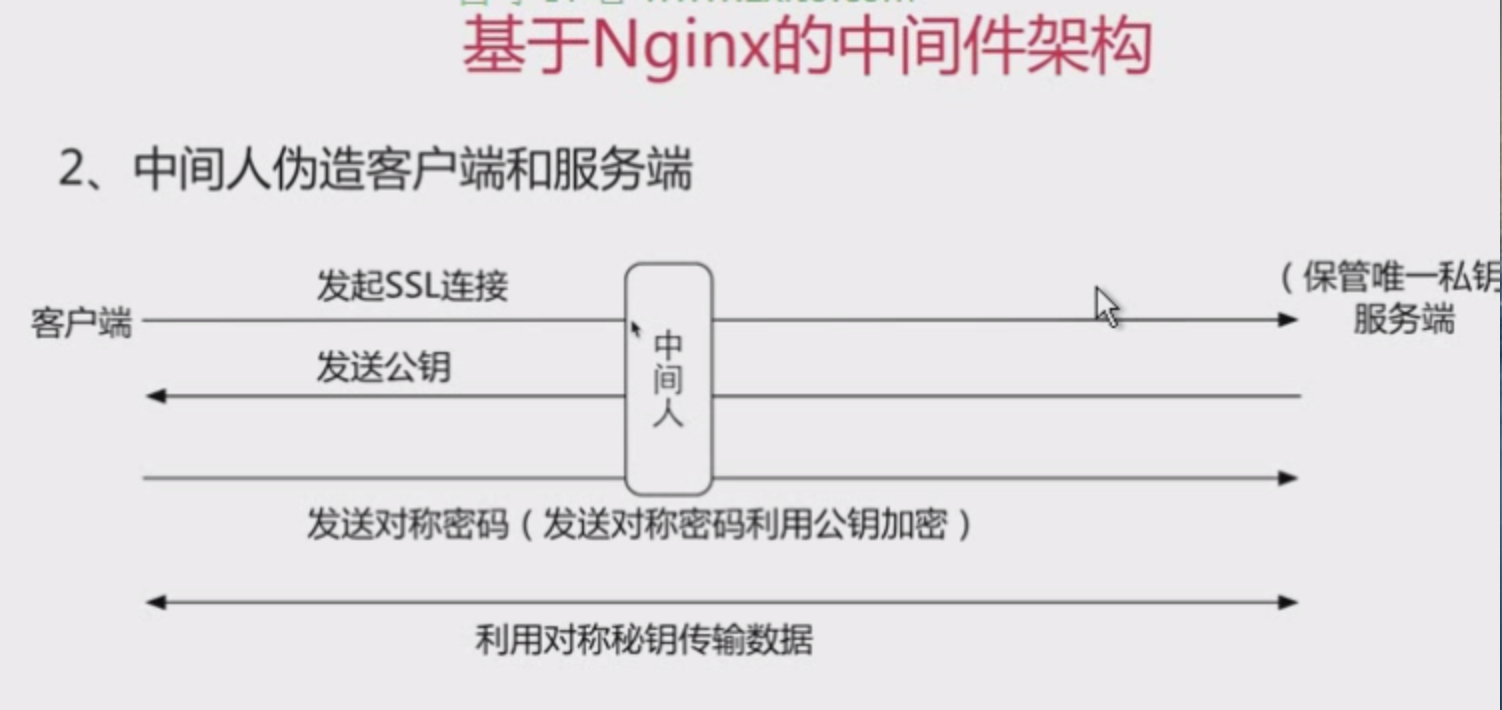 基于Nginx的中间件架构
2、中间人伪造客户端和服务端
发起SSL连接
(保管唯一私钥
客户端
服务端
中
间
人
发送公钥
发送对称密码(发送对称密码利用公钥加密)
利用对称秘钥传输数据